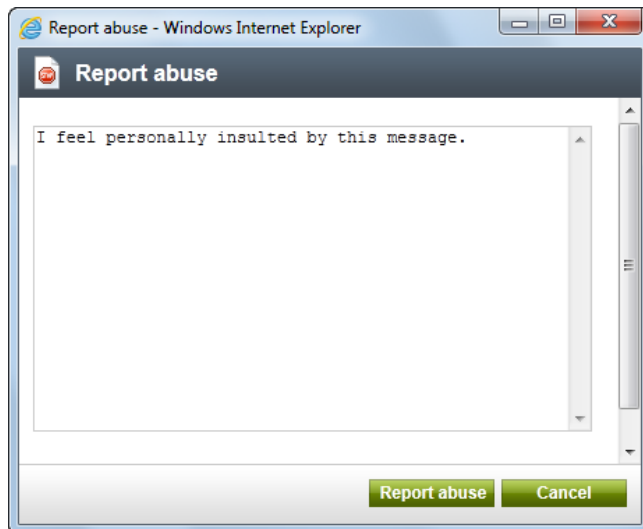 Report abuse - Windows Internet Explorer
Report abuse
I feel personally insulted by this message.
Report abuse
Cancel